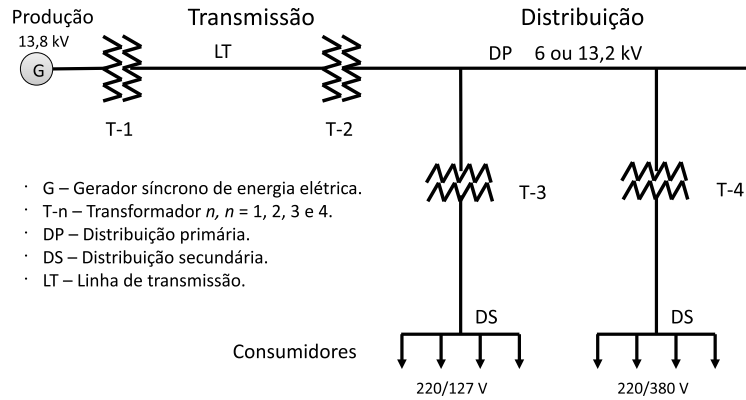 Produção
Transmissão
Distribuição
13,8 kV
G
LT
DP 6 ou 13,2 kV
T-1
T-2
T-3
T-4
· G – Gerador síncrono de energia elétrica.
· T-n – Transformador n, n = 1, 2, 3 e 4.
· DP – Distribuição primária.
· DS – Distribuição secundária.
· LT – Linha de transmissão.
DS
DS
Consumidores
220/127 V
220/380 V